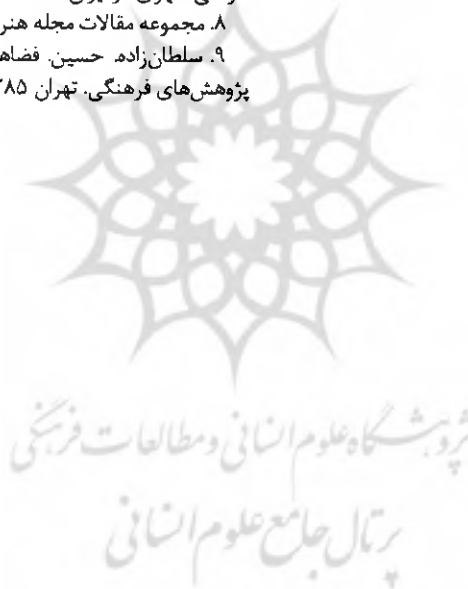 ۸. مجموعه مقالات مجله هنر
۹. سلطان‌زاده. حسین. فضاه
پژوهش‌های فرهنگی. تهران ۸۵
پژوهشگاه علوم انسانی و مطالعات فرهنگی
پرتال جامع علوم انسانی